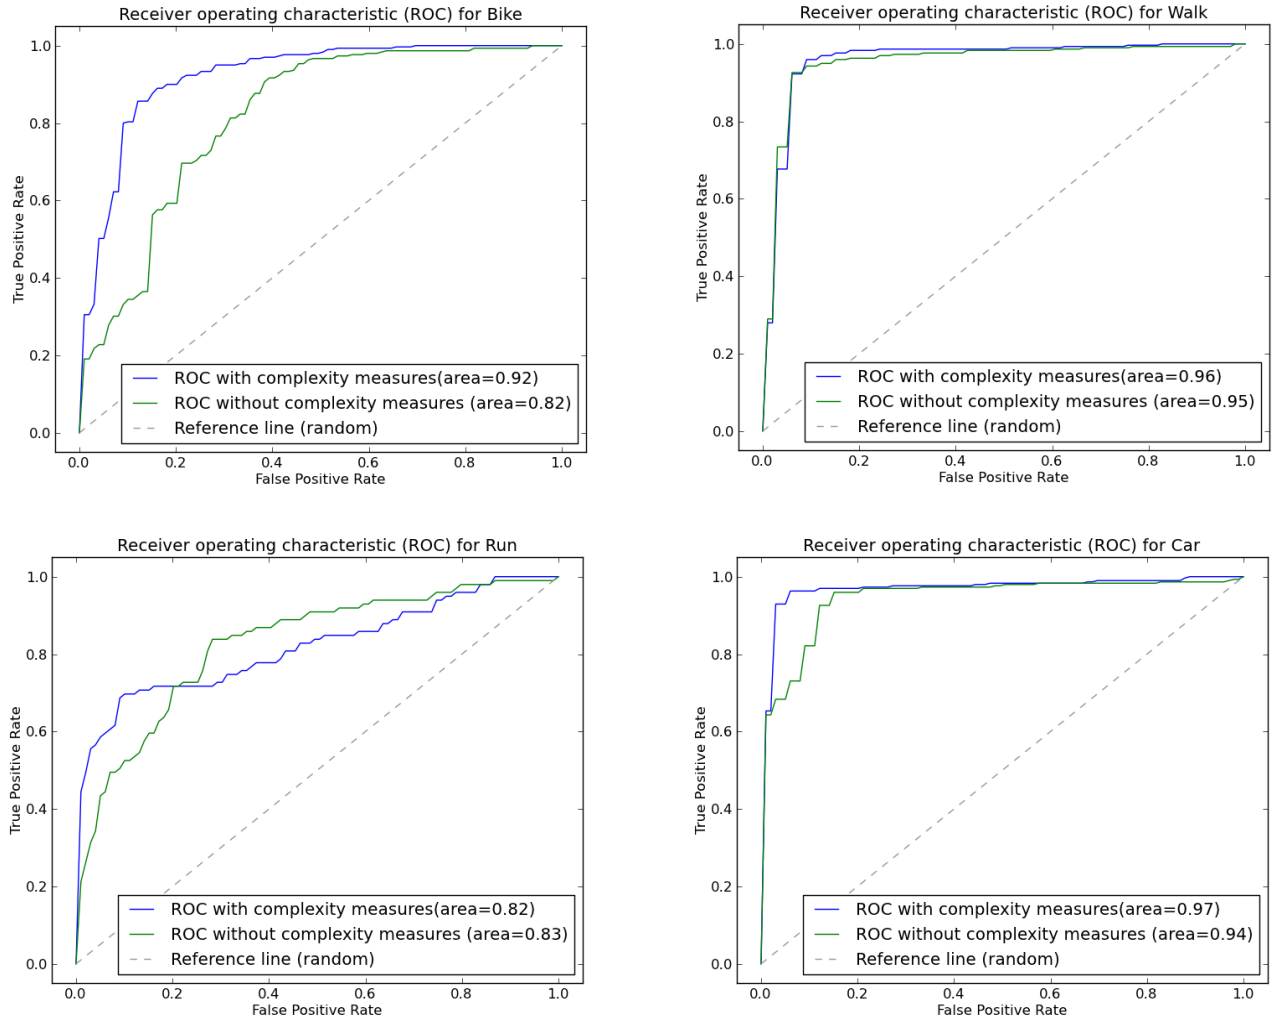 Receiver operating characteristic (ROC) for Bike
1.0
0.8
0.6
0.4
0.2
0.0
True Positive Rate
ROC with complexity measures(area=0.92)
ROC without complexity measures (area=0.82)
Reference line (random)
0.0 0.2 0.4 0.6 0.8 1.0
False Positive Rate
Receiver operating characteristic (ROC) for Walk
1.0
0.8
0.6
0.4
0.2
0.0
True Positive Rate
ROC with complexity measures(area=0.96)
ROC without complexity measures (area=0.95)
Reference line (random)
0.0 0.2 0.4 0.6 0.8 1.0
False Positive Rate
Receiver operating characteristic (ROC) for Run
1.0
0.8
0.6
0.4
0.2
0.0
True Positive Rate
ROC with complexity measures(area=0.82)
ROC without complexity measures (area=0.83)
Reference line (random)
0.0 0.2 0.4 0.6 0.8 1.0
False Positive Rate
Receiver operating characteristic (ROC) for Car
1.0
0.8
0.6
0.4
0.2
0.0
True Positive Rate
ROC with complexity measures(area=0.97)
ROC without complexity measures (area=0.94)
Reference line (random)
0.0 0.2 0.4 0.6 0.8 1.0
False Positive Rate